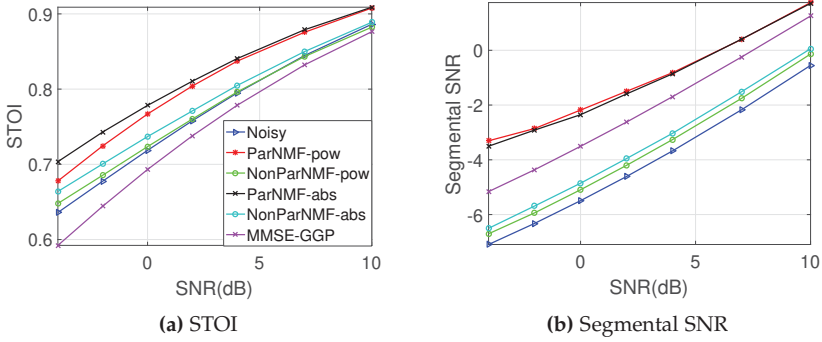 0.9
0.8
0.7
0.6
STOI
0
5
10
SNR(dB)
Noisy
ParNMF-pow
NonParNMF-pow
ParNMF-abs
NonParNMF-abs
MMSE-GGP
(a) STOI
0
-2
-4
-6
Segmental SNR
0
5
10
SNR(dB)
(b) Segmental SNR